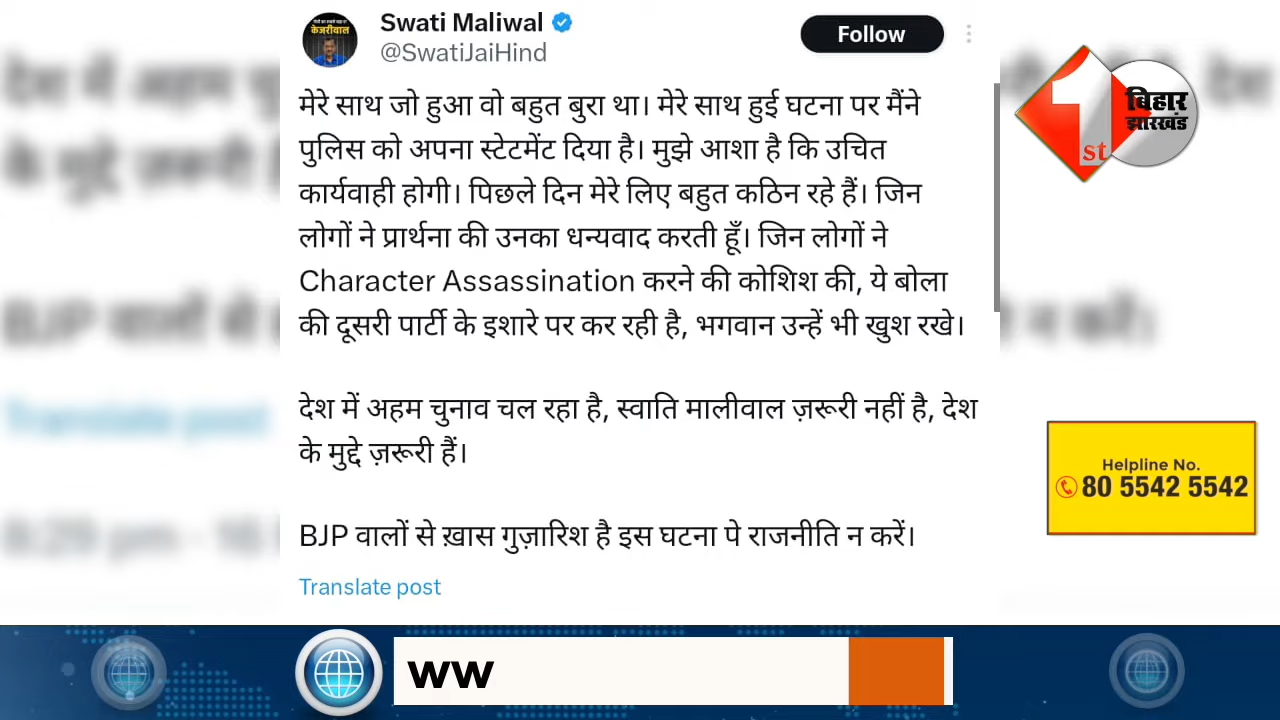 Swati Maliwal
@SwatiJaiHind
Follow
केजरीवाल
मेरे साथ जो हुआ वो बहुत बुरा था। मेरे साथ हुई घटना पर मैंने
पुलिस को अपना स्टेटमेंट दिया है। मुझे आशा है कि उचित
कार्यवाही होगी। पिछले दिन मेरे लिए बहुत कठिन रहे हैं। जिन
लोगों ने प्रार्थना की उनका धन्यवाद करती हूँ। जिन लोगों ने
Character Assassination करने की कोशिश की, ये बोला
की दूसरी पार्टी के इशारे पर कर रही है, भगवान उन्हें भी खुश रखे।
देश में अहम चुनाव चल रहा है, स्वाति मालीवाल ज़रूरी नहीं है, देश
के मुद्दे ज़रूरी हैं।
BJP वालों से ख़ास गुज़ारिश है इस घटना पे राजनीति न करें।
Translate post
1st
बिहार
झारखंड
Helpline No.
80 5542 5542
ww